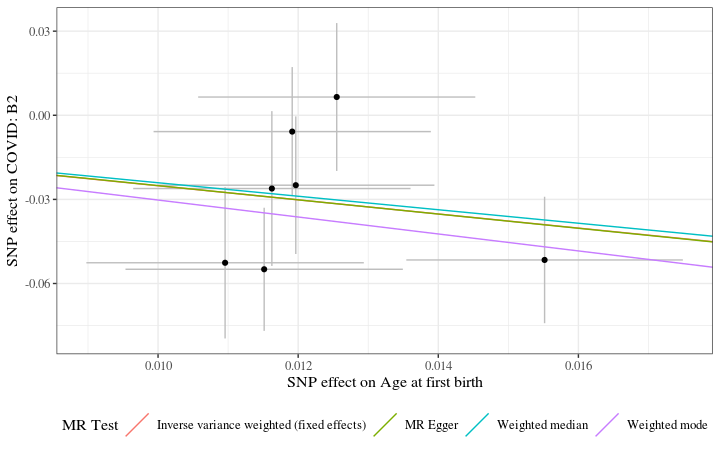 0.03
0.00
-0.03
-0.06
SNP effect on COVID: B2
0.010 0.012 0.014 0.016
SNP effect on Age at first birth
MR Test Inverse variance weighted (fixed effects) MR Egger Weighted median Weighted mode